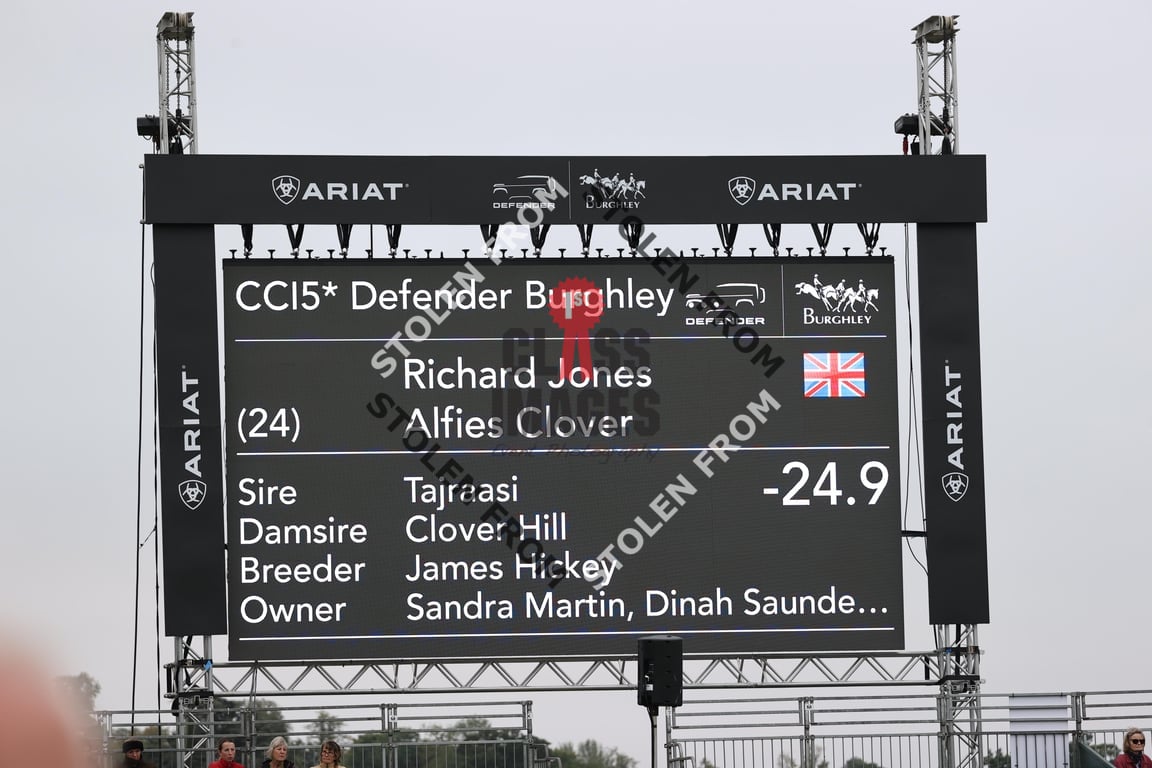 ARIAT
DEFENDER
BURGHLEY
ARIAT
CCI5* Defender Burghley
DEFENDER
BURGHLEY
Richard Jones
(24) Alfies Clover
Sire Tajraasi -24.9
Damsire Clover Hill
Breeder James Hickey
Owner Sandra Martin, Dinah Saunde...
ARIAT
ARIAT
1ST
CLASS
IMAGES
STOLEN FROM
STOLEN FROM
STOLEN FROM
STOLEN FROM